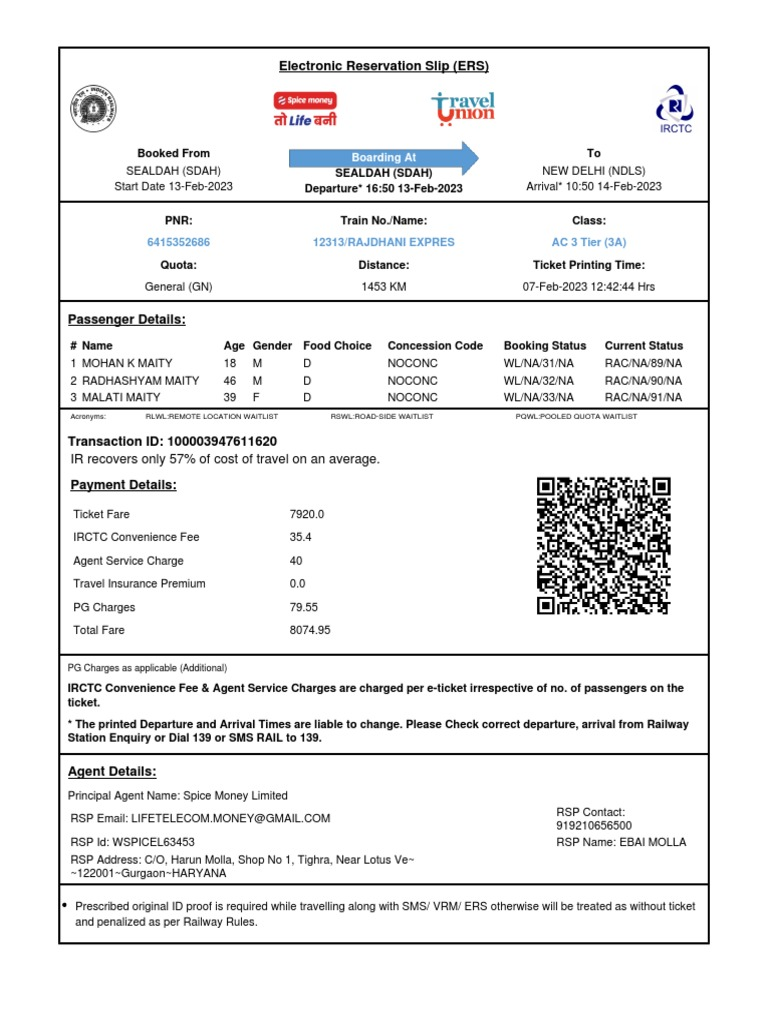 Electronic Reservation Slip (ERS)
INDIAN RAILWAYS
Spice money
तो Life बनी
Travel
Union
IRCTC
Booked From
Boarding At
To
SEALDAH (SDAH)
SEALDAH (SDAH)
NEW DELHI (NDLS)
Start Date 13-Feb-2023
Departure* 16:50 13-Feb-2023
Arrival* 10:50 14-Feb-2023
PNR: Train No./Name: Class:
6415352686 12313/RAJDHANI EXPRES AC 3 Tier (3A)
Quota: Distance: Ticket Printing Time:
General (GN) 1453 KM 07-Feb-2023 12:42:44 Hrs
Passenger Details:
# Name Age Gender Food Choice Concession Code Booking Status Current Status
1 MOHAN K MAITY 18 M D NOCONC WL/NA/31/NA RAC/NA/89/NA
2 RADHASHYAM MAITY 46 M D NOCONC WL/NA/32/NA RAC/NA/90/NA
3 MALATI MAITY 39 F D NOCONC WL/NA/33/NA RAC/NA/91/NA
Acronyms: RLWL:REMOTE LOCATION WAITLIST RSWL:ROAD-SIDE WAITLIST PQWL:POOLED QUOTA WAITLIST
Transaction ID: 100003947611620
IR recovers only 57% of cost of travel on an average.
Payment Details:
Ticket Fare 7920.0
IRCTC Convenience Fee 35.4
Agent Service Charge 40
Travel Insurance Premium 0.0
PG Charges 79.55
Total Fare 8074.95
PG Charges as applicable (Additional)
IRCTC Convenience Fee & Agent Service Charges are charged per e-ticket irrespective of no. of passengers on the
ticket.
* The printed Departure and Arrival Times are liable to change. Please Check correct departure, arrival from Railway
Station Enquiry or Dial 139 or SMS RAIL to 139.
Agent Details:
Principal Agent Name: Spice Money Limited
RSP Email: LIFETELECOM.MONEY@GMAIL.COM
RSP Contact:
919210656500
RSP Id: WSPICEL63453 RSP Name: EBAI MOLLA
RSP Address: C/O, Harun Molla, Shop No 1, Tighra, Near Lotus Ve~
~122001~Gurgaon~HARYANA
• Prescribed original ID proof is required while travelling along with SMS/ VRM/ ERS otherwise will be treated as without ticket
and penalized as per Railway Rules.